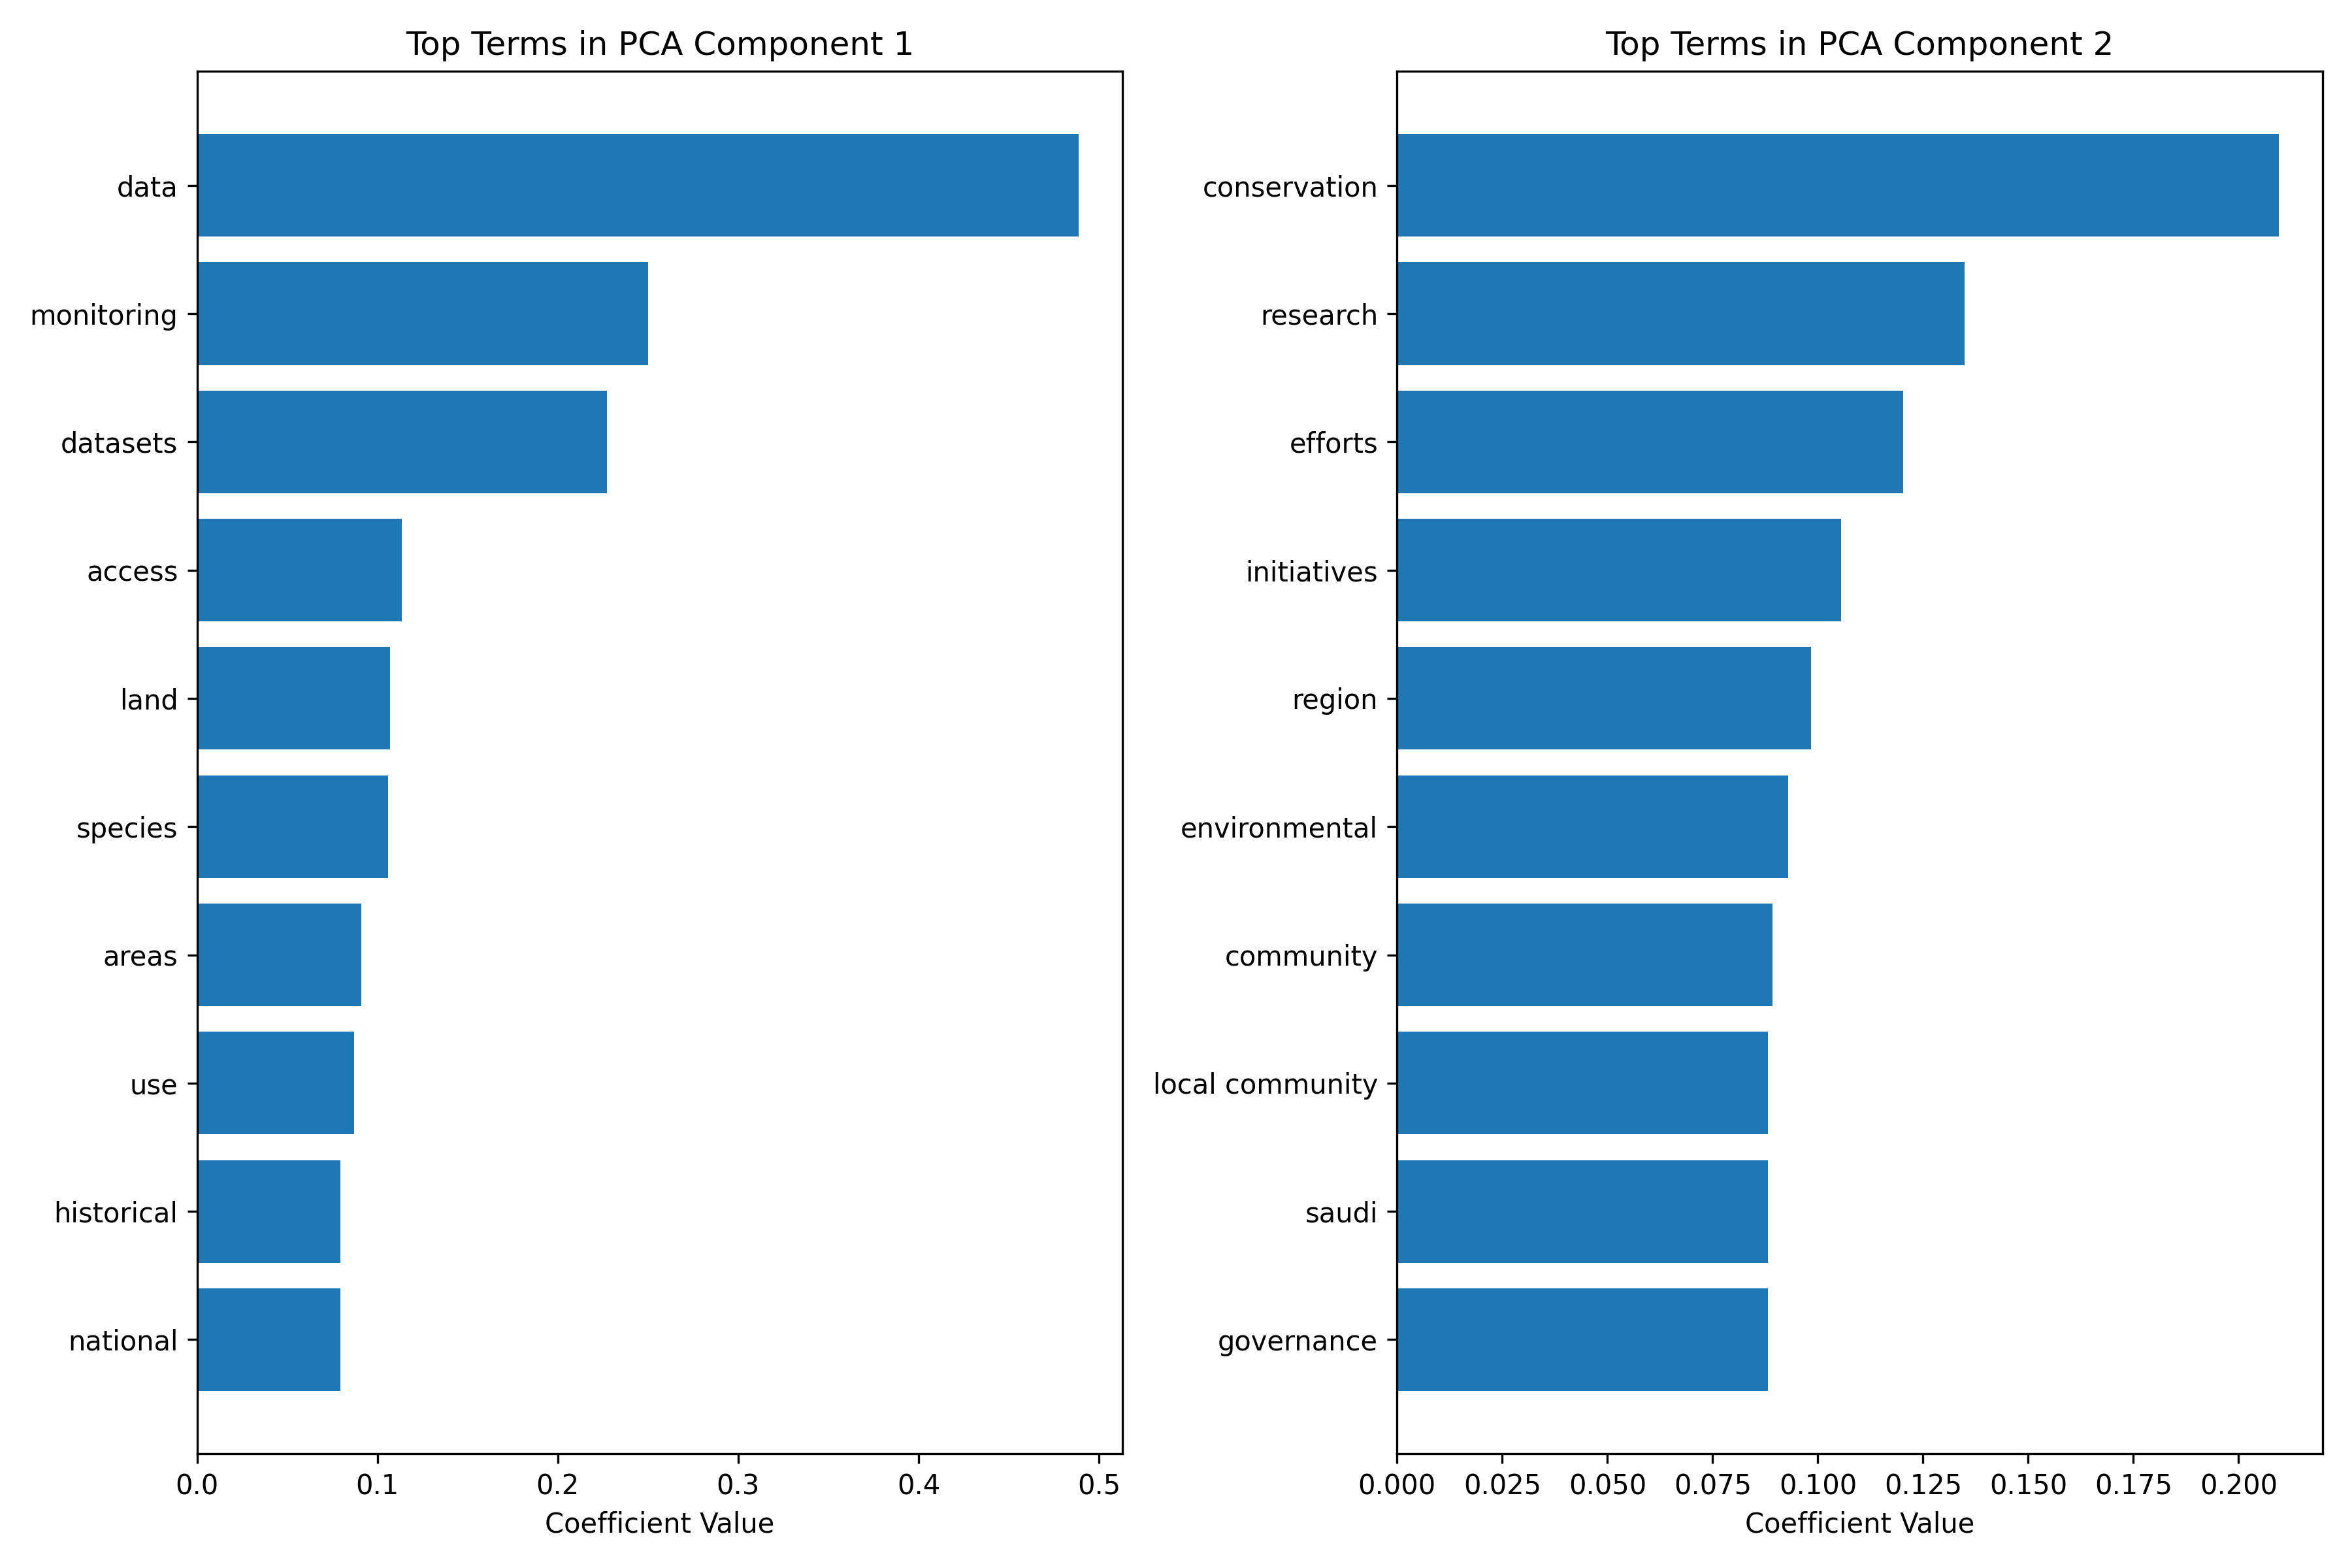 Top Terms in PCA Component 1
data
monitoring
datasets
access
land
species
areas
use
historical
national
0.0 0.1 0.2 0.3 0.4 0.5
Coefficient Value
Top Terms in PCA Component 2
conservation
research
efforts
initiatives
region
environmental
community
local community
saudi
governance
0.000 0.025 0.050 0.075 0.100 0.125 0.150 0.175 0.200
Coefficient Value